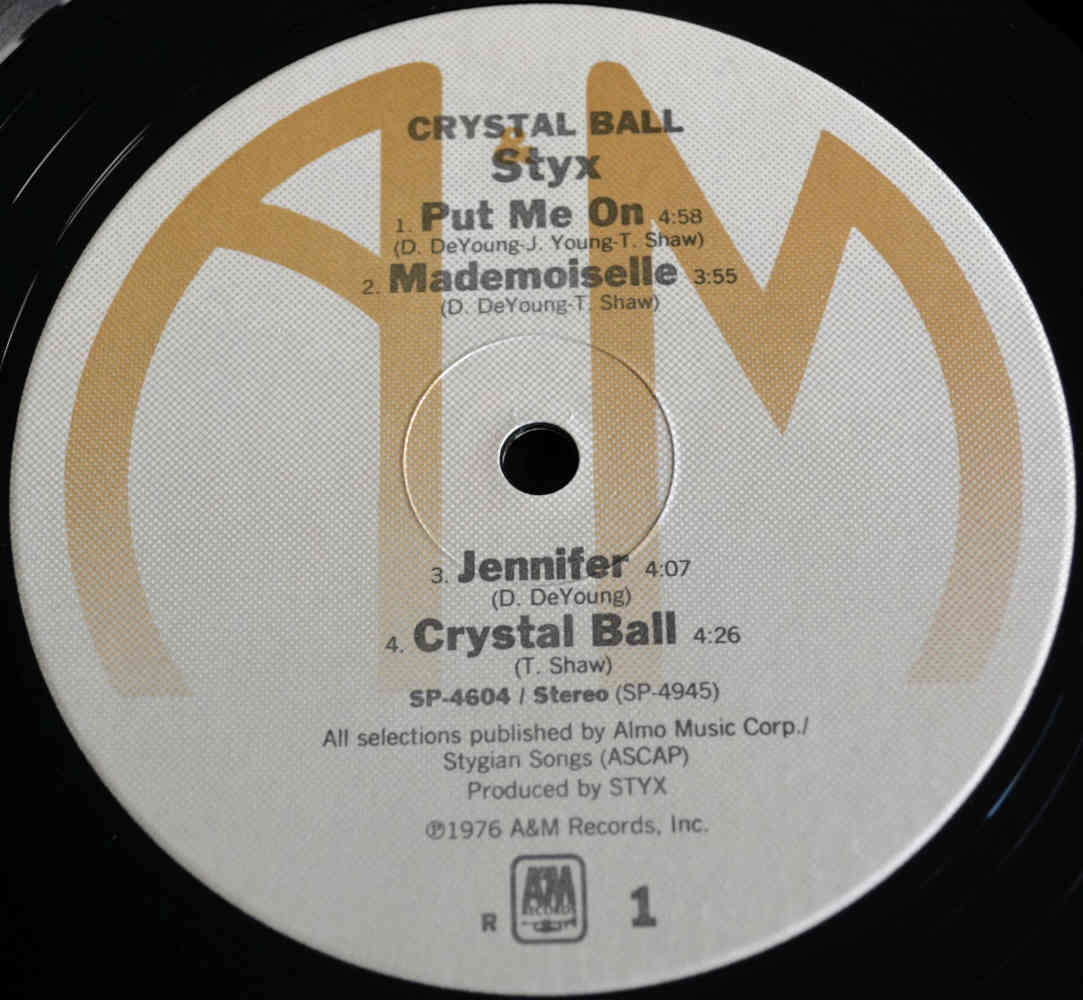 A&M
CRYSTAL BALL
Styx
1. Put Me On 4:58
(D. DeYoung-J. Young-T. Shaw)
2. Mademoiselle 3:55
(D. DeYoung-T. Shaw)
3. Jennifer 4:07
(D. DeYoung)
4. Crystal Ball 4:26
(T. Shaw)
SP-4604 / Stereo (SP-4945)
All selections published by Almo Music Corp./
Stygian Songs (ASCAP)
Produced by STYX
℗1976 A&M Records, Inc.
A&M
RECORDS
R 1